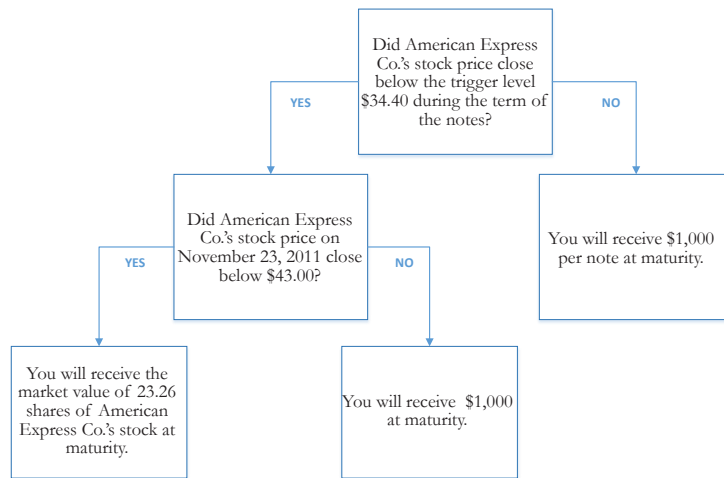 Did American Express
Co.'s stock price close
below the trigger level
$34.40 during the term of
the notes?
YES
NO
Did American Express
Co.'s stock price on
November 23, 2011 close
below $43.00?
You will receive $1,000
per note at maturity.
YES
NO
You will receive the
market value of 23.26
shares of American
Express Co.'s stock at
maturity.
You will receive $1,000
at maturity.